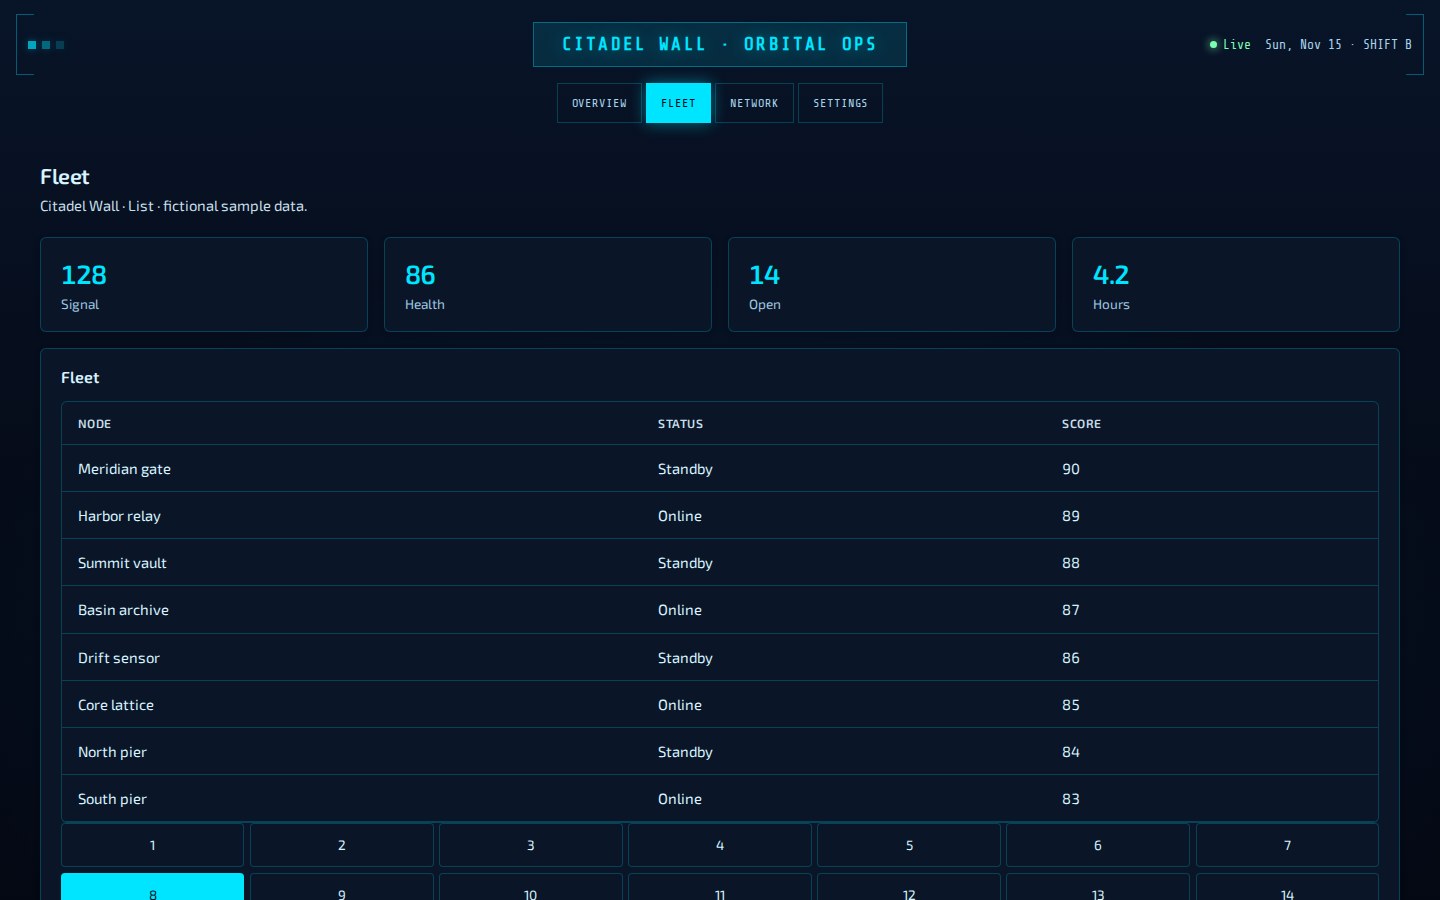 CITADEL WALL · ORBITAL OPS
Live Sun, Nov 15 · SHIFT B
OVERVIEW FLEET NETWORK SETTINGS
Fleet
Citadel Wall · List · fictional sample data.
128 86 14 4.2
Signal Health Open Hours
Fleet
NODE STATUS SCORE
Meridian gate Standby 90
Harbor relay Online 89
Summit vault Standby 88
Basin archive Online 87
Drift sensor Standby 86
Core lattice Online 85
North pier Standby 84
South pier Online 83
1 2 3 4 5 6 7
8 9 10 11 12 13 14